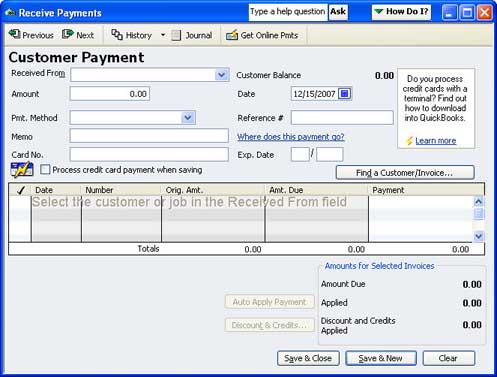 Receive Payments
Type a help question Ask
How Do I?
Previous Next History Journal Get Online Pmts
Customer Payment
Received From
Customer Balance 0.00
Amount 0.00
Date 12/15/2007
Pmt. Method
Reference #
Memo
Where does this payment go?
Card No.
Exp. Date /
Process credit card payment when saving
Do you process
credit cards with a
terminal? Find out
how to download
into QuickBooks.
Learn more
Find a Customer/Invoice...
Date Number Orig. Amt. Amt. Due Payment
Select the customer or job in the Received From field
Totals 0.00 0.00 0.00
Amounts for Selected Invoices
Amount Due 0.00
Auto Apply Payment
Applied 0.00
Discount & Credits...
Discount and Credits
Applied 0.00
Save & Close Save & New Clear